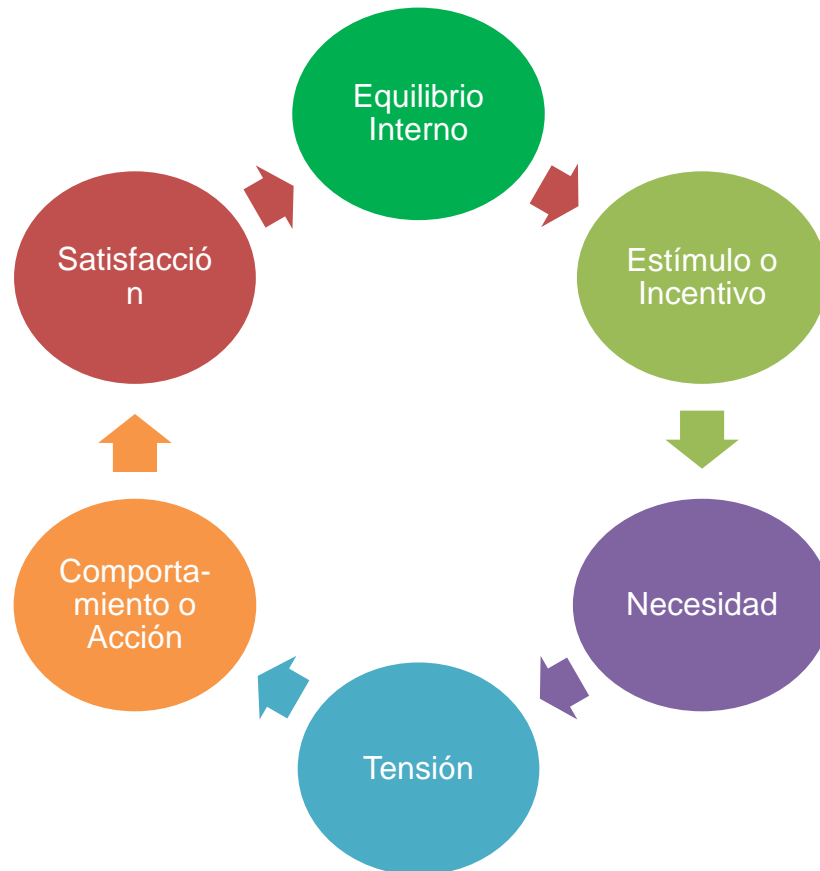 Equilibrio
Interno
Estímulo o
Incentivo
Necesidad
Tensión
Comporta-
miento o
Acción
Satisfacció
n